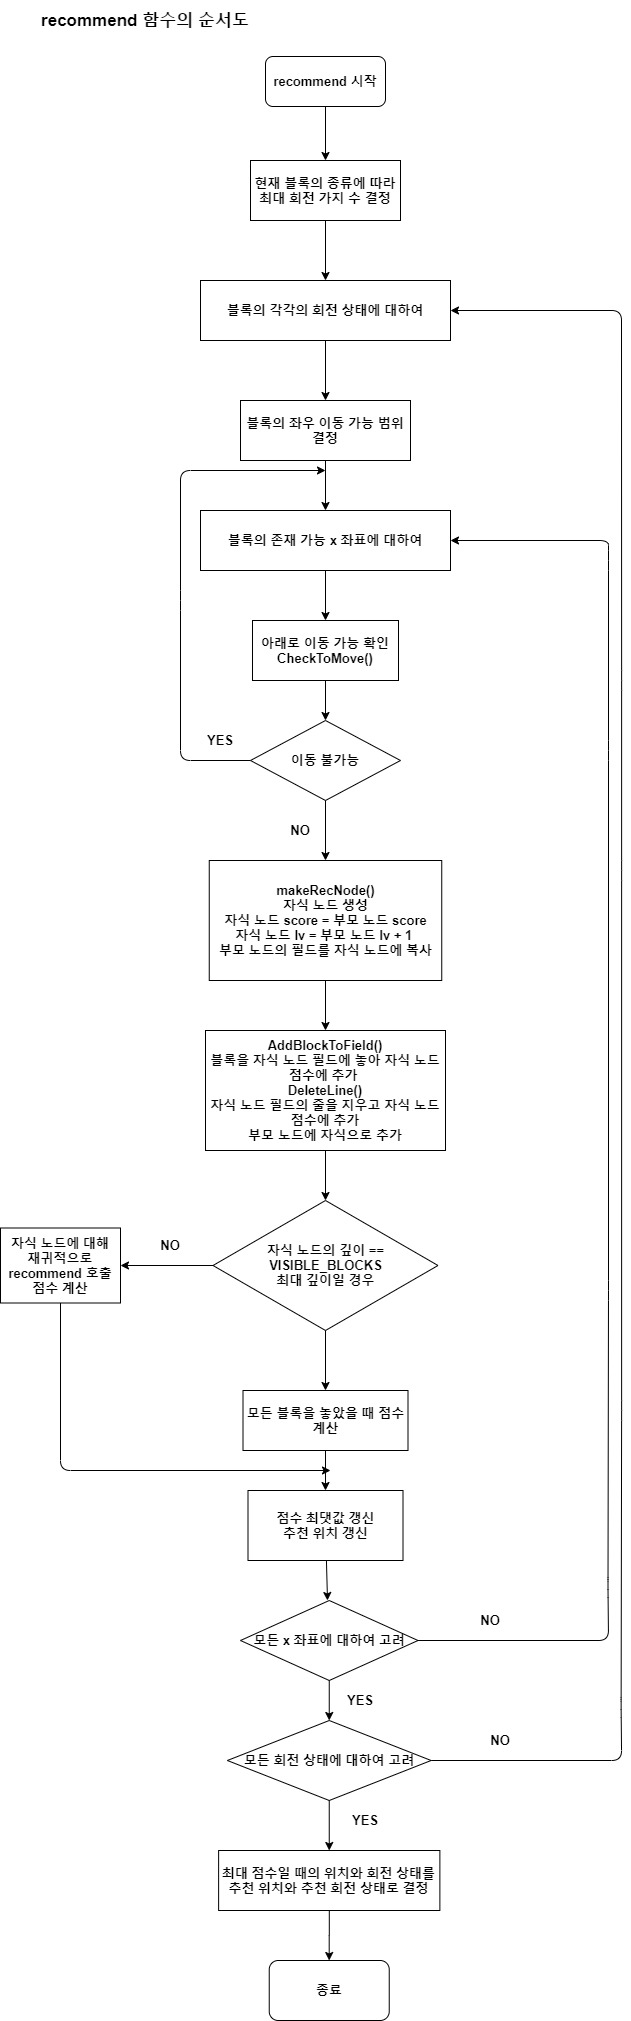 recommend 함수의 순서도
recommend 시작
현재 블록의 종류에 따라
최대 회전 가지 수 결정
블록의 각각의 회전 상태에 대하여
블록의 좌우 이동 가능 범위
결정
블록의 존재 가능 x 좌표에 대하여
아래로 이동 가능 확인
CheckToMove()
YES
이동 불가능
NO
makeRecNode()
자식 노드 생성
자식 노드 score = 부모 노드 score
자식 노드 lv = 부모 노드 lv + 1
부모 노드의 필드를 자식 노드에 복사
AddBlockToField()
블록을 자식 노드 필드에 놓아 자식 노드
점수에 추가
DeleteLine()
자식 노드 필드의 줄을 지우고 자식 노드
점수에 추가
부모 노드에 자식으로 추가
자식 노드의 깊이 ==
VISIBLE_BLOCKS
최대 깊이일 경우
NO
자식 노드에 대해
재귀적으로
recommend 호출
점수 계산
모든 블록을 놓았을 때 점수
계산
점수 최댓값 갱신
추천 위치 갱신
모든 x 좌표에 대하여 고려
NO
YES
모든 회전 상태에 대하여 고려
NO
YES
최대 점수일 때의 위치와 회전 상태를
추천 위치와 추천 회전 상태로 결정
종료